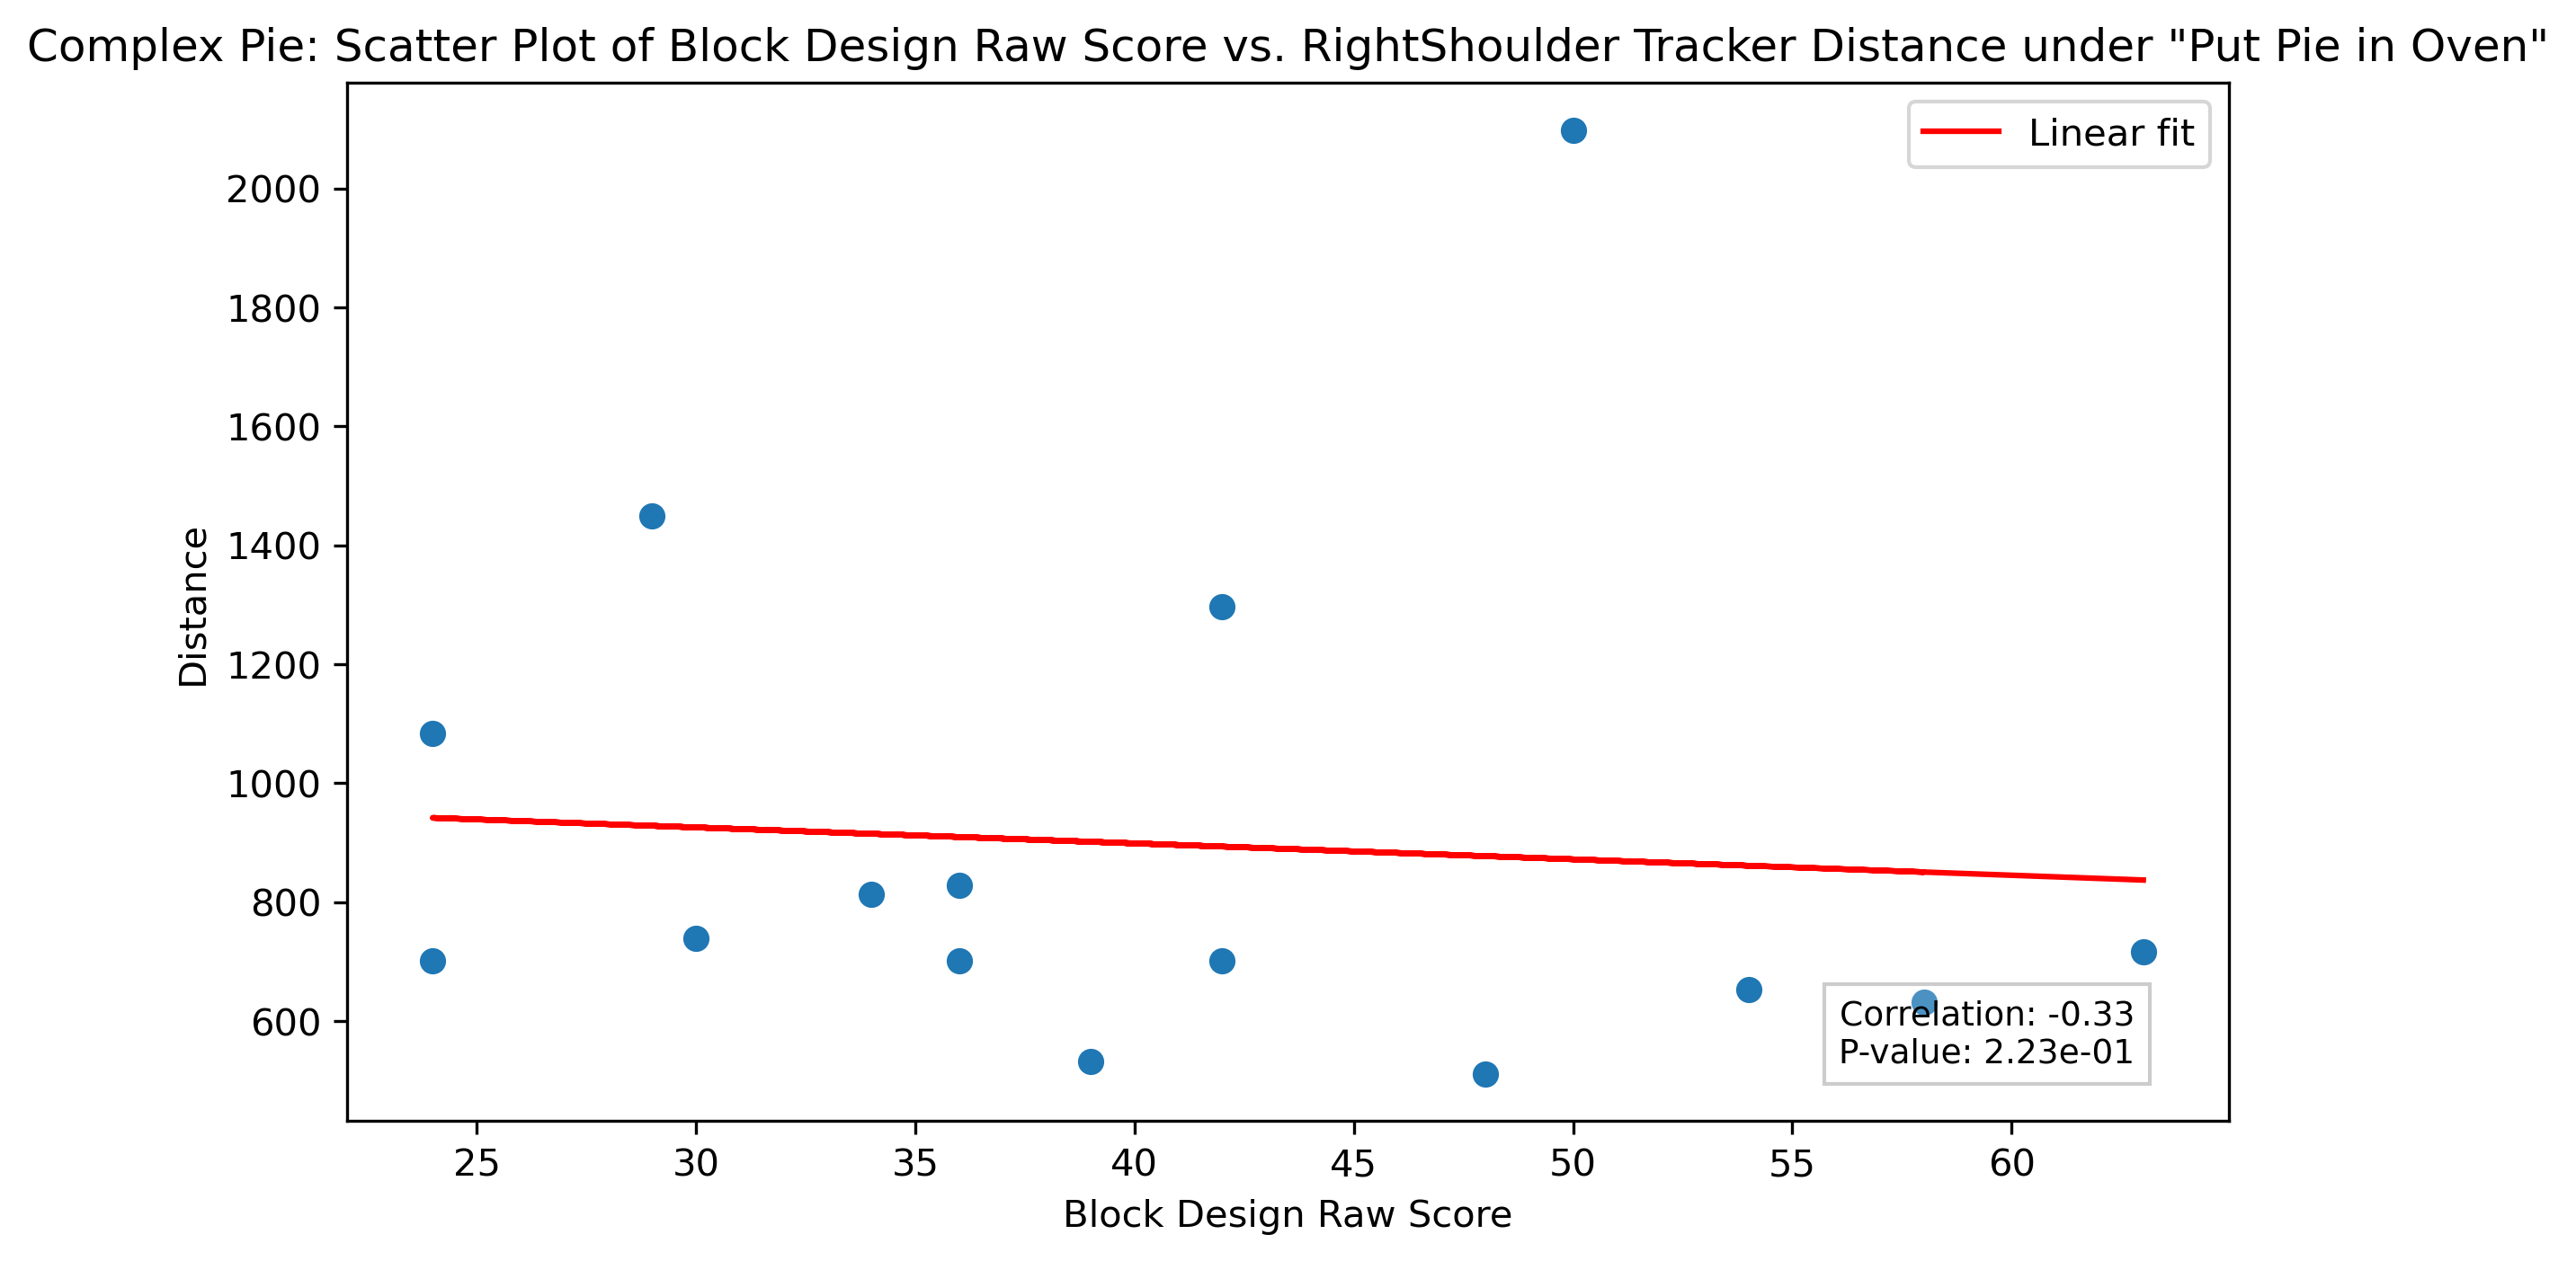 Complex Pie: Scatter Plot of Block Design Raw Score vs. RightShoulder Tracker Distance under "Put Pie in Oven"
Linear fit
2000
1800
1600
1400
1200
1000
800
600
Distance
Correlation: -0.33
P-value: 2.23e-01
25 30 35 40 45 50 55 60
Block Design Raw Score